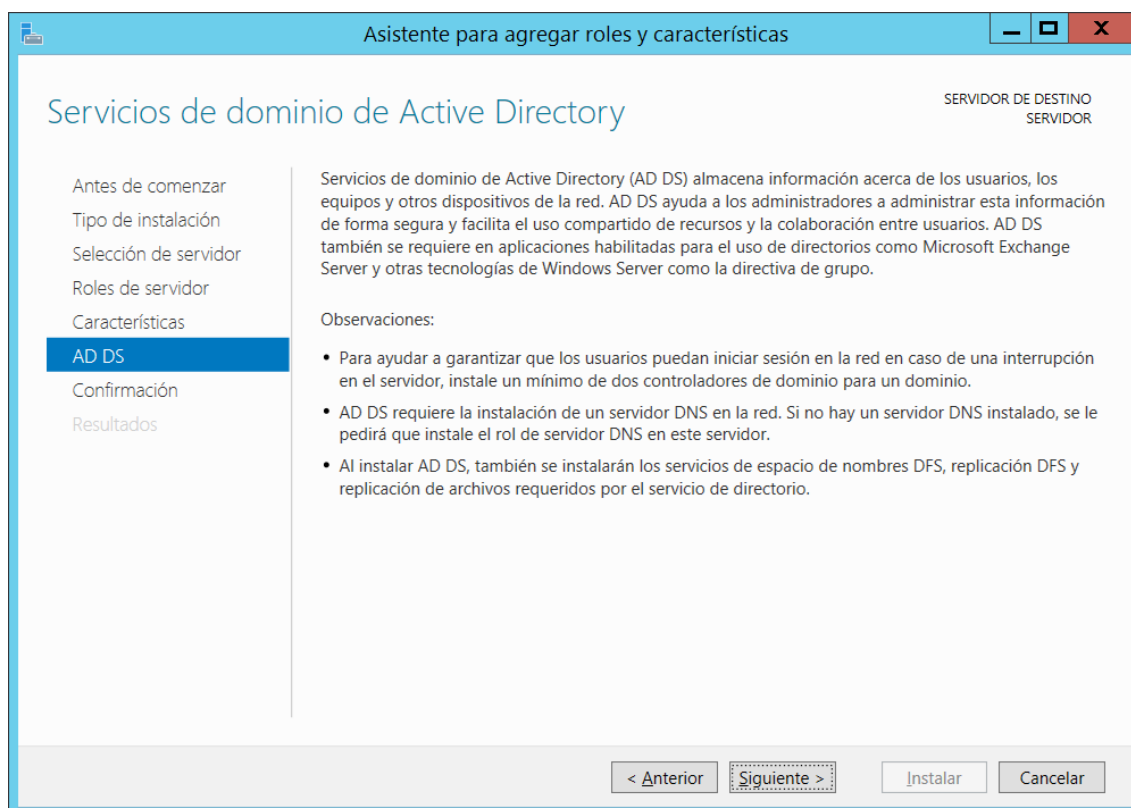 Asistente para agregar roles y características
Servicios de dominio de Active Directory
SERVIDOR DE DESTINO
SERVIDOR
Antes de comenzar
Tipo de instalación
Selección de servidor
Roles de servidor
Características
AD DS
Confirmación
Resultados
Servicios de dominio de Active Directory (AD DS) almacena información acerca de los usuarios, los
equipos y otros dispositivos de la red. AD DS ayuda a los administradores a administrar esta información
de forma segura y facilita el uso compartido de recursos y la colaboración entre usuarios. AD DS
también se requiere en aplicaciones habilitadas para el uso de directorios como Microsoft Exchange
Server y otras tecnologías de Windows Server como la directiva de grupo.
Observaciones:
• Para ayudar a garantizar que los usuarios puedan iniciar sesión en la red en caso de una interrupción
en el servidor, instale un mínimo de dos controladores de dominio para un dominio.
• AD DS requiere la instalación de un servidor DNS en la red. Si no hay un servidor DNS instalado, se le
pedirá que instale el rol de servidor DNS en este servidor.
• Al instalar AD DS, también se instalarán los servicios de espacio de nombres DFS, replicación DFS y
replicación de archivos requeridos por el servicio de directorio.
< Anterior
Siguiente >
Instalar
Cancelar